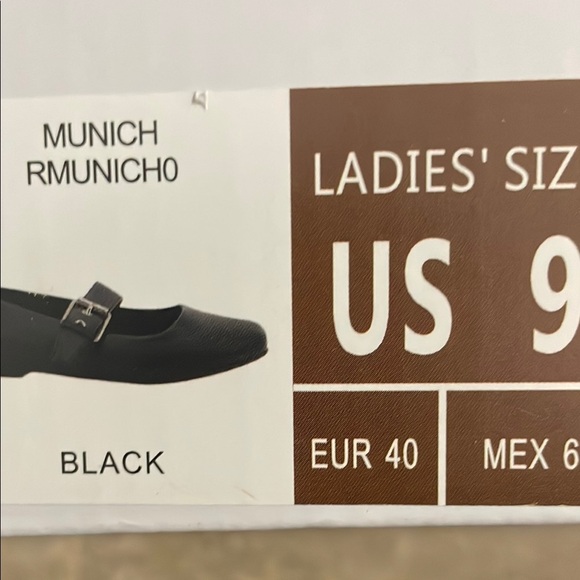 MUNICH
RMUNICH0
BLACK
LADIES' SIZ
US 9
EUR 40
MEX 6